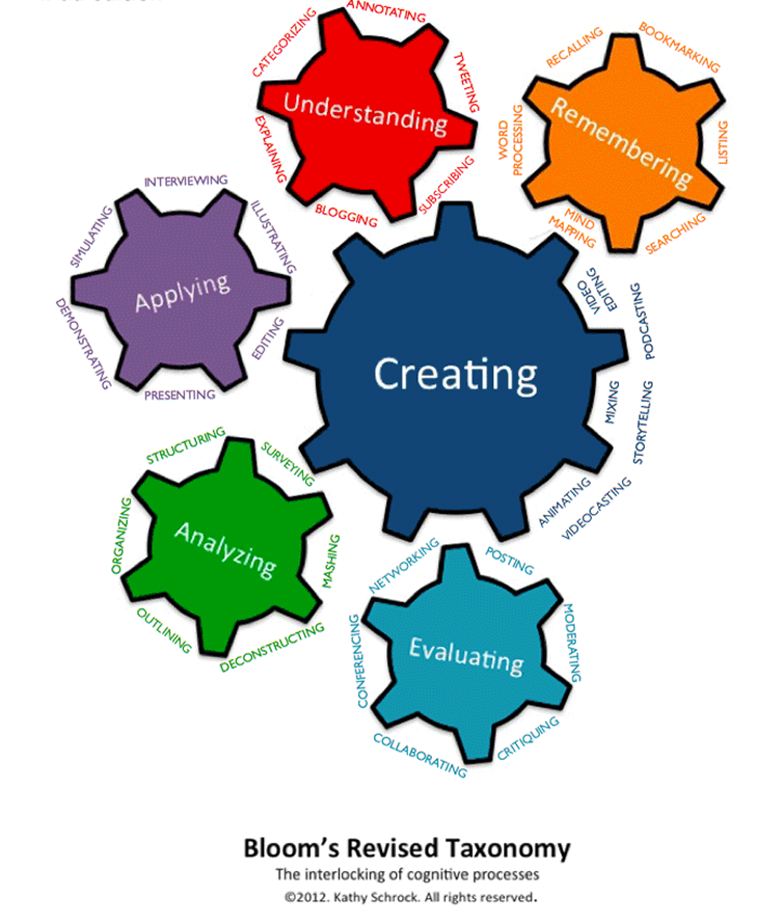 ANNOTATING
CATEGORIZING
TWEETING
Understanding
EXPLAINING
SUBSCRIBING
BLOGGING
BOOKMARKING
RECALLING
LISTING
Remembering
WORD
PROCESSING
SEARCHING
MIND
MAPPING
INTERVIEWING
ILLUSTRATING
SIMULATING
Applying
EDITING
DEMONSTRATING
PRESENTING
Creating
VIDEO
EDITING
PODCASTING
MIXING
STORYTELLING
ANIMATING
VIDEOCASTING
STRUCTURING
SURVEYING
ORGANIZING
Analyzing
MASHING
OUTLINING
DECONSTRUCTING
NETWORKING
POSTING
MODERATING
CONFERENCING
Evaluating
CRITIQUING
COLLABORATING
Bloom's Revised Taxonomy
The interlocking of cognitive processes
©2012. Kathy Schrock. All rights reserved.